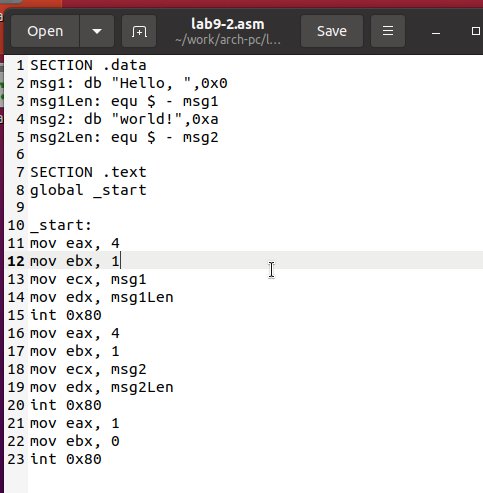 Open
lab9-2.asm
~/work/arch-pc/l...
Save
1 SECTION .data
2 msg1: db "Hello, ",0x0
3 msg1Len: equ $ - msg1
4 msg2: db "world!",0xa
5 msg2Len: equ $ - msg2
6
7 SECTION .text
8 global _start
9
10 _start:
11 mov eax, 4
12 mov ebx, 1
13 mov ecx, msg1
14 mov edx, msg1Len
15 int 0x80
16 mov eax, 4
17 mov ebx, 1
18 mov ecx, msg2
19 mov edx, msg2Len
20 int 0x80
21 mov eax, 1
22 mov ebx, 0
23 int 0x80